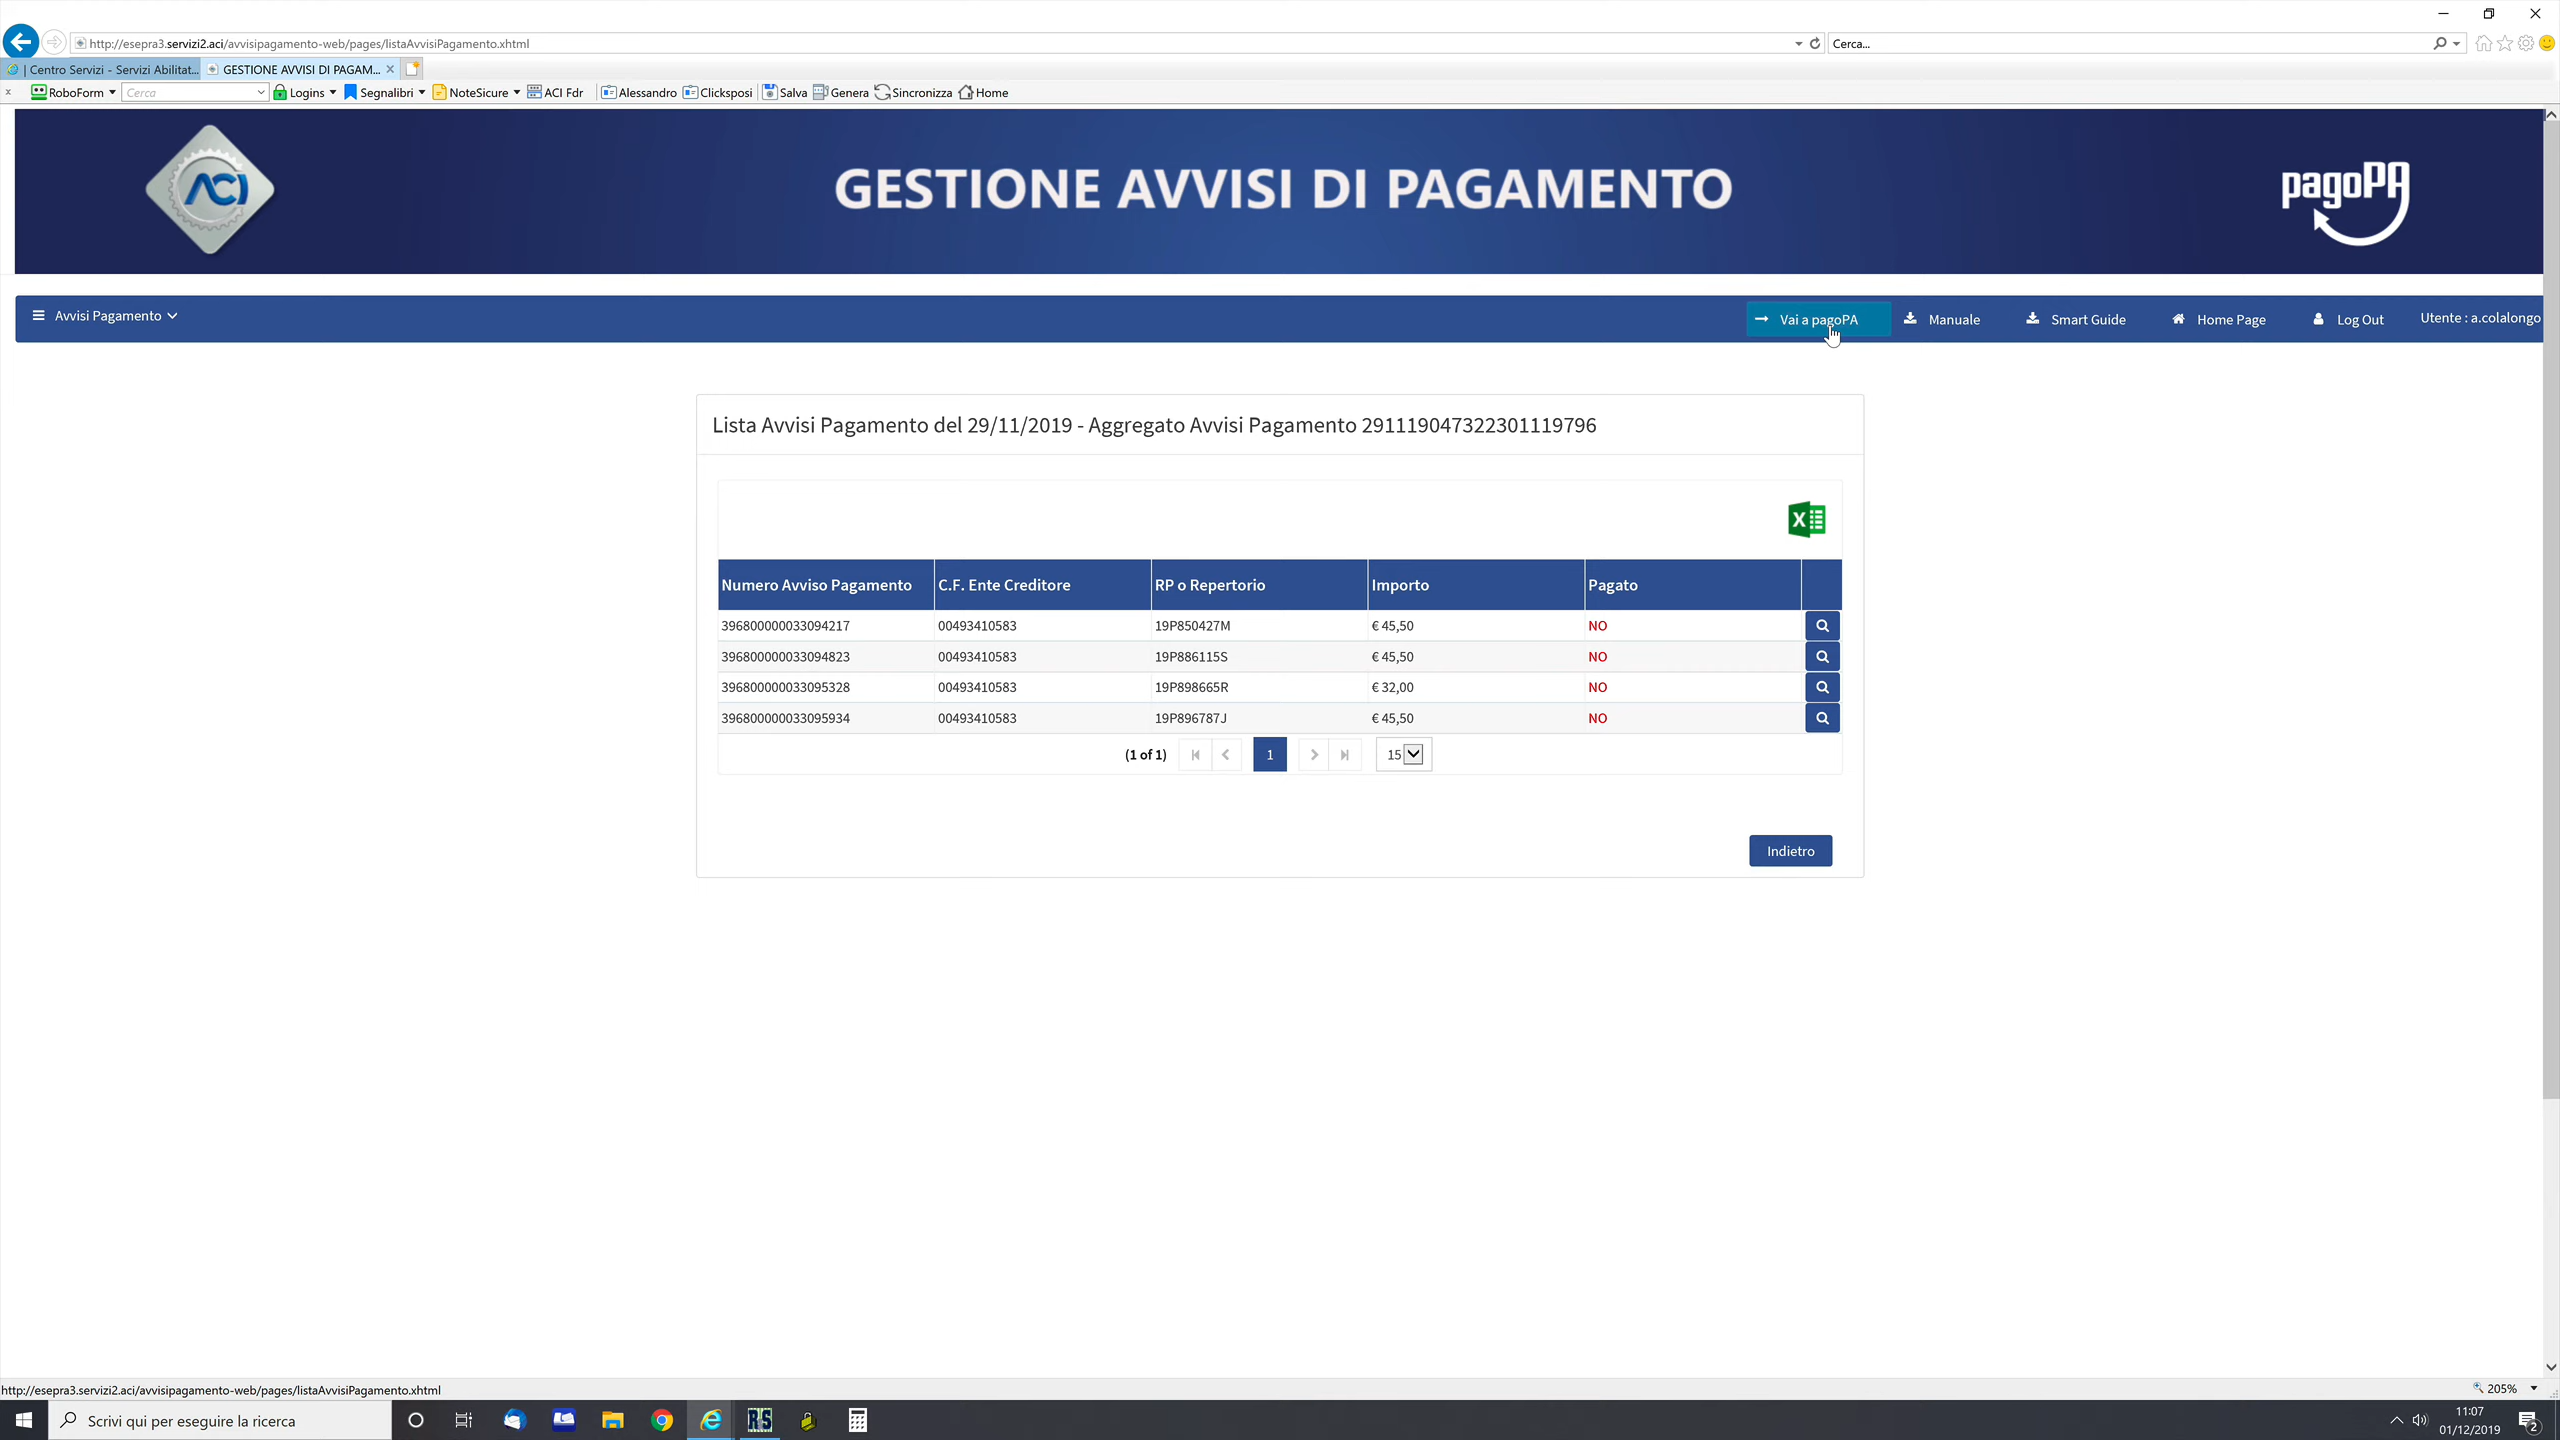 http://esepra3.servizi2.aci/avvisipagamento-web/pages/listaAvvisiPagamento.xhtml
Cerca...
| Centro Servizi - Servizi Abilitat...
GESTIONE AVVISI DI PAGAM...
x RoboForm Cerca Logins Segnalibri NoteSicure ACI Fdr Alessandro Clicksposi Salva Genera Sincronizza Home
ACI
GESTIONE AVVISI DI PAGAMENTO
pagoPA
Avvisi Pagamento
Vai a pagoPA
Manuale
Smart Guide
Home Page
Log Out
Utente : a.colalongo
Lista Avvisi Pagamento del 29/11/2019 - Aggregato Avvisi Pagamento 291119047322301119796
Numero Avviso Pagamento C.F. Ente Creditore RP o Repertorio Importo Pagato
396800000033094217 00493410583 19P850427M € 45,50 NO
396800000033094823 00493410583 19P886115S € 45,50 NO
396800000033095328 00493410583 19P898665R € 32,00 NO
396800000033095934 00493410583 19P896787J € 45,50 NO
(1 of 1) 1 15
Indietro
http://esepra3.servizi2.aci/avvisipagamento-web/pages/listaAvvisiPagamento.xhtml
205%
Scrivi qui per eseguire la ricerca
RS
11:07
01/12/2019
2